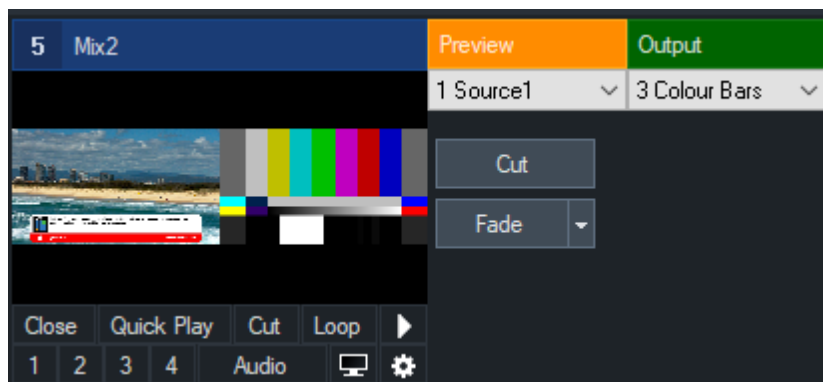 5 Mix2 Preview Output
1 Source1 3 Colour Bars
Cut
Fade
Close Quick Play Cut Loop
1 2 3 4 Audio